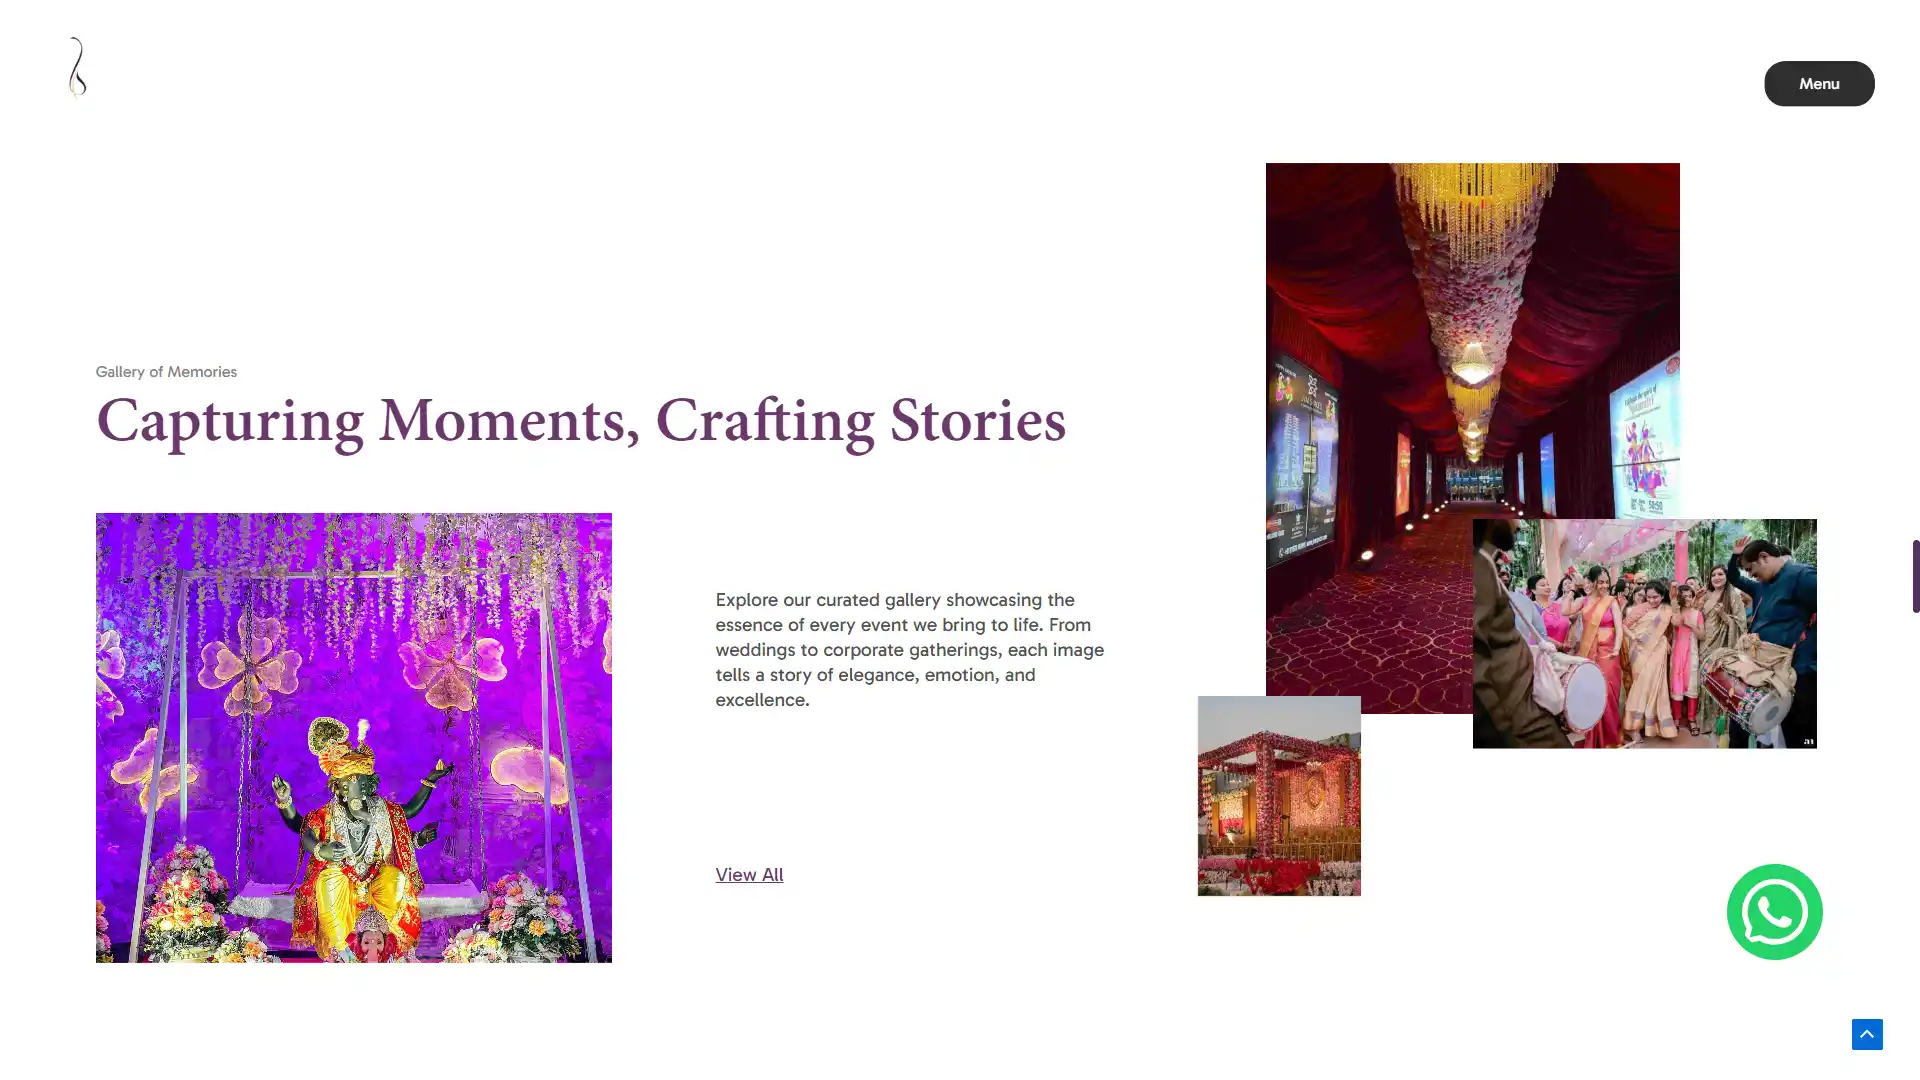 Menu
Gallery of Memories
Capturing Moments, Crafting Stories
Explore our curated gallery showcasing the
essence of every event we bring to life. From
weddings to corporate gatherings, each image
tells a story of elegance, emotion, and
excellence.
View All